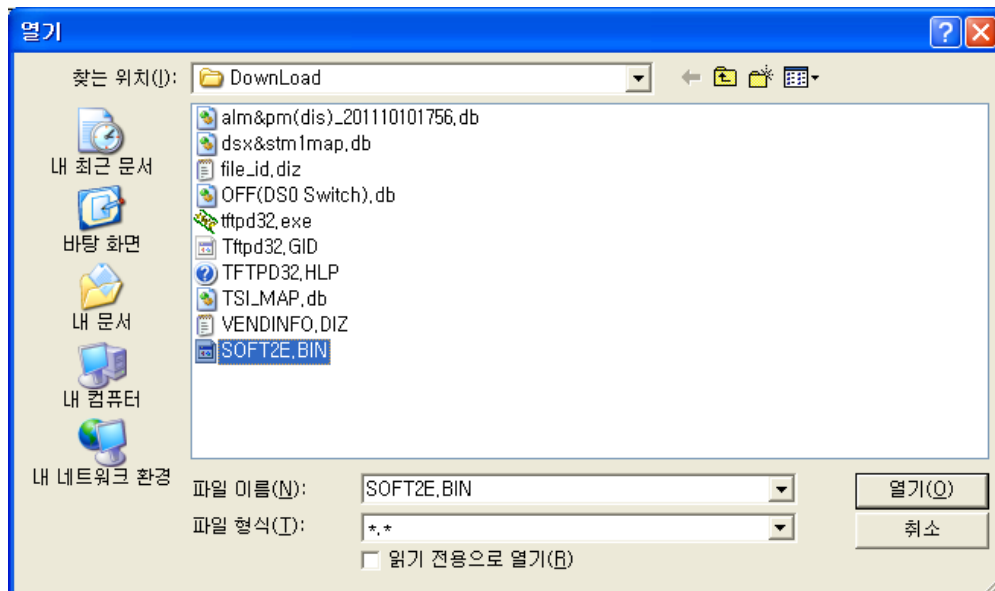 열기
찾는 위치(I):
DownLoad
alm&pm(dis)_201110101756.db
dsx&stm1map.db
file_id.diz
OFF(DS0 Switch).db
tftpd32.exe
Tftpd32.GID
TFTPD32.HLP
TSI_MAP.db
VENDINFO.DIZ
SOFT2E.BIN
내 최근 문서
바탕 화면
내 문서
내 컴퓨터
내 네트워크 환경
파일 이름(N):
SOFT2E.BIN
열기(O)
파일 형식(T):
*.*
취소
읽기 전용으로 열기(R)